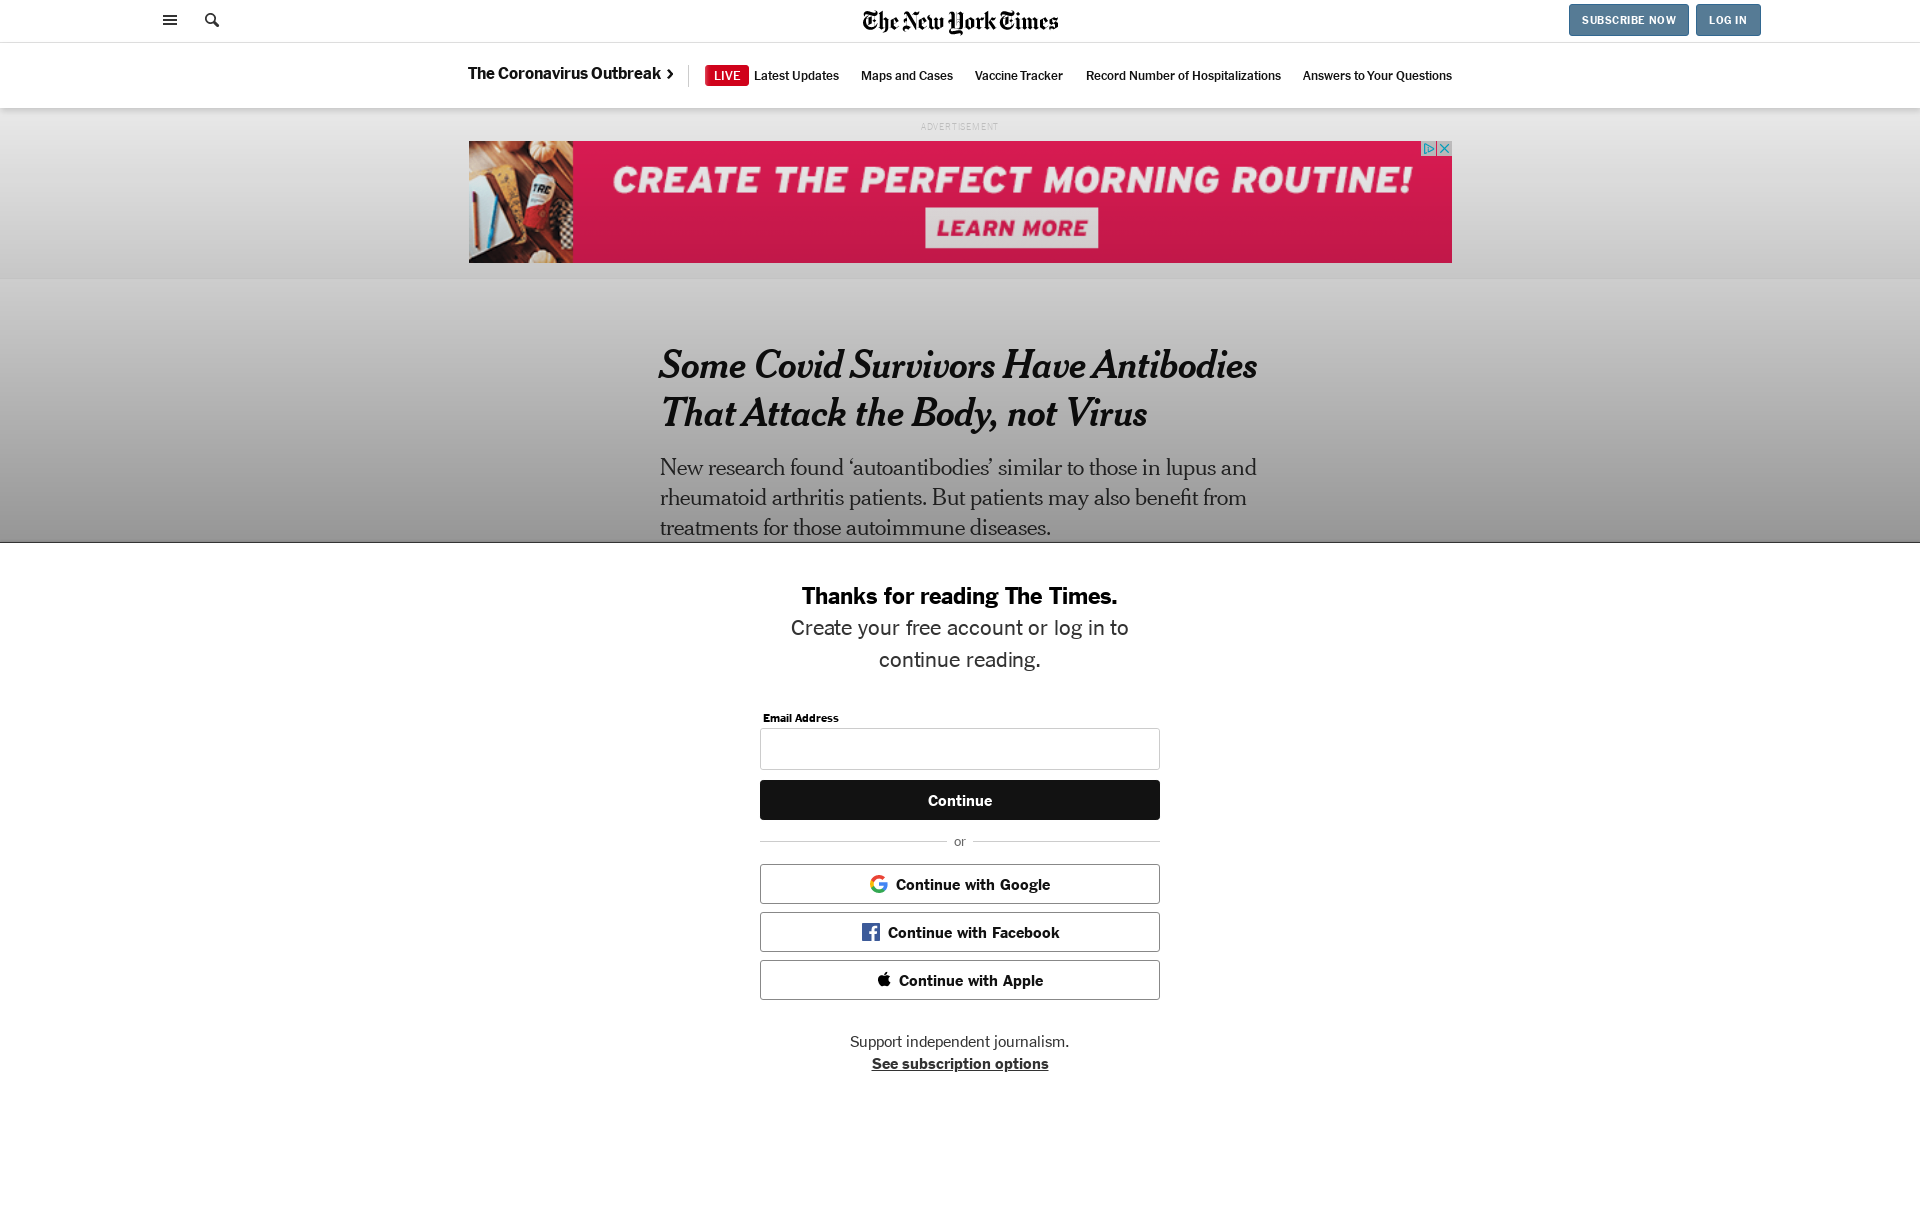 The New York Times
SUBSCRIBE NOW
LOG IN
The Coronavirus Outbreak
LIVE Latest Updates
Maps and Cases
Vaccine Tracker
Record Number of Hospitalizations
Answers to Your Questions
ADVERTISEMENT
TRC
CREATE THE PERFECT MORNING ROUTINE!
LEARN MORE
Some Covid Survivors Have Antibodies
That Attack the Body, not Virus
New research found ‘autoantibodies’ similar to those in lupus and
rheumatoid arthritis patients. But patients may also benefit from
treatments for those autoimmune diseases.
Thanks for reading The Times.
Create your free account or log in to
continue reading.
Email Address
Continue
or
Continue with Google
Continue with Facebook
Continue with Apple
Support independent journalism.
See subscription options